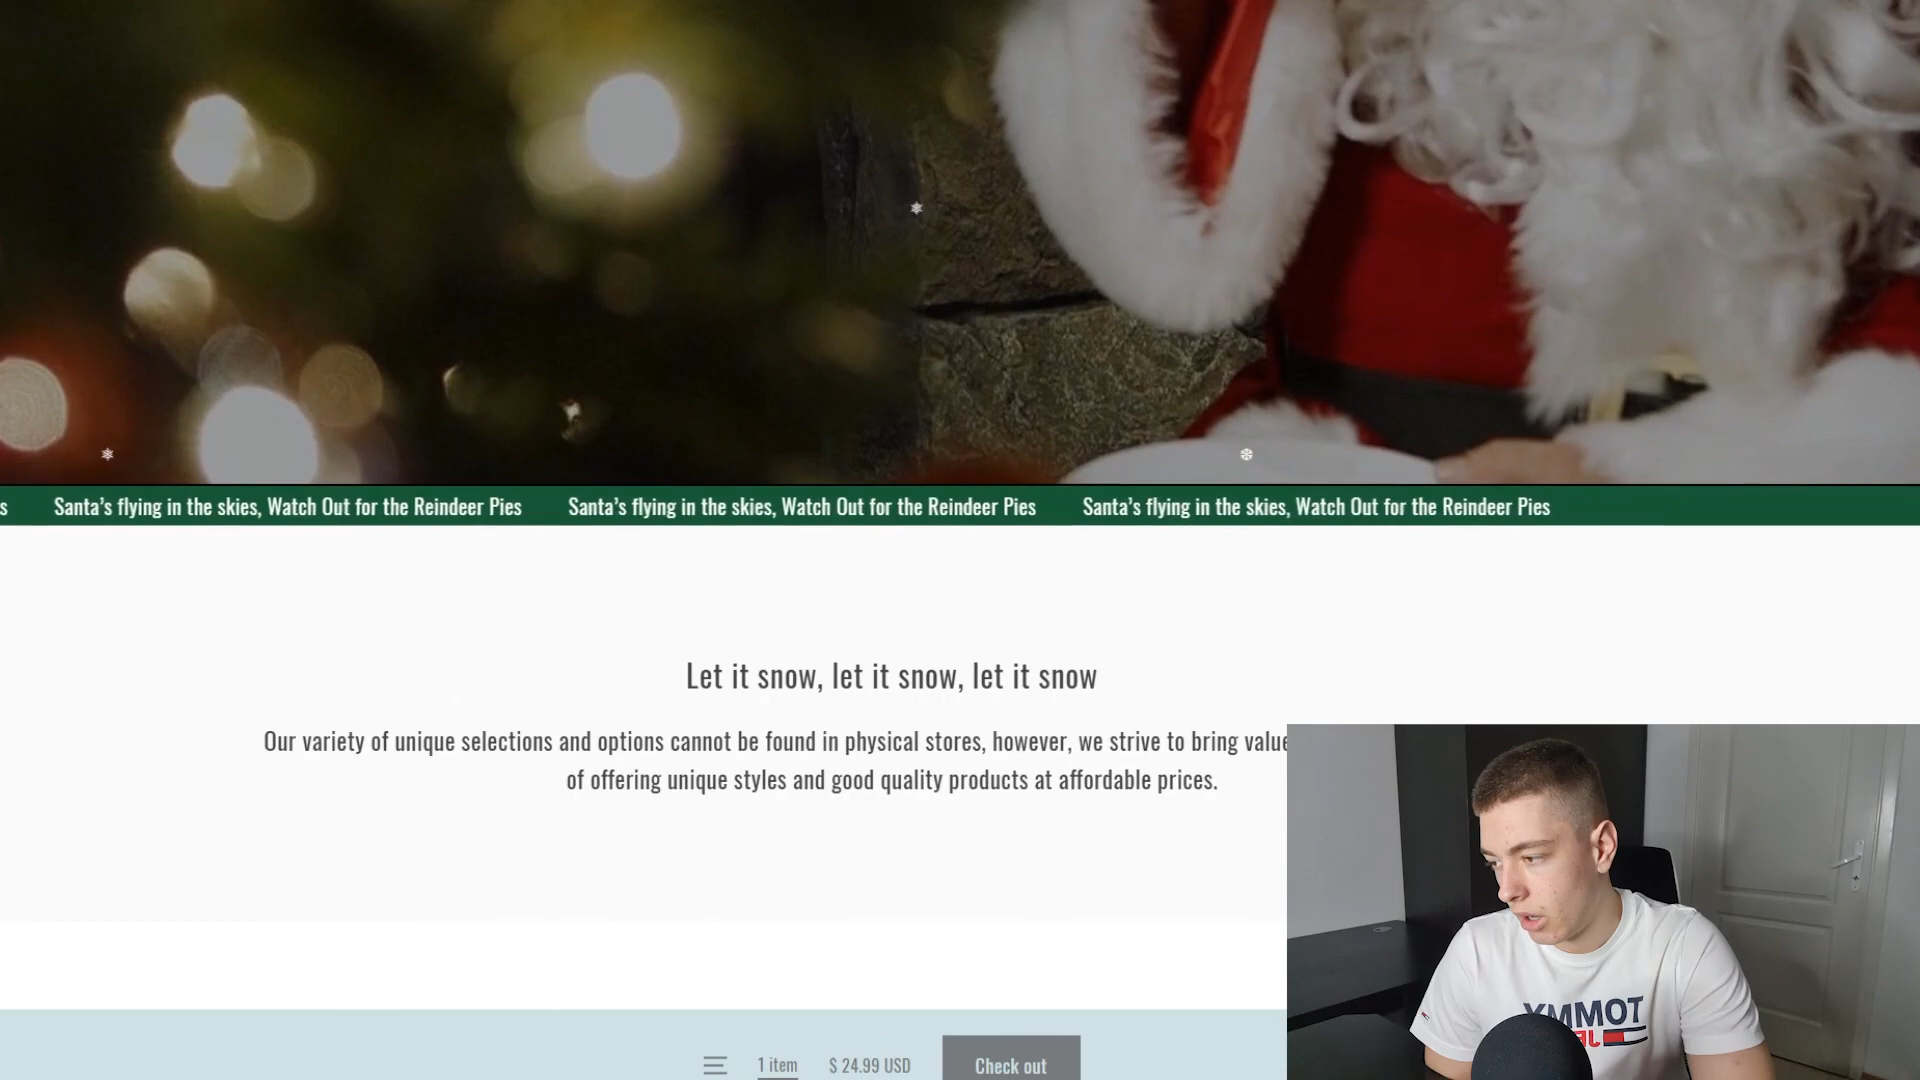 s Santa's flying in the skies, Watch Out for the Reindeer Pies Santa's flying in the skies, Watch Out for the Reindeer Pies Santa's flying in the skies, Watch Out for the Reindeer Pies
Let it snow, let it snow, let it snow
Our variety of unique selections and options cannot be found in physical stores, however, we strive to bring value
of offering unique styles and good quality products at affordable prices.
1 item $ 24.99 USD Check out
TOMMY